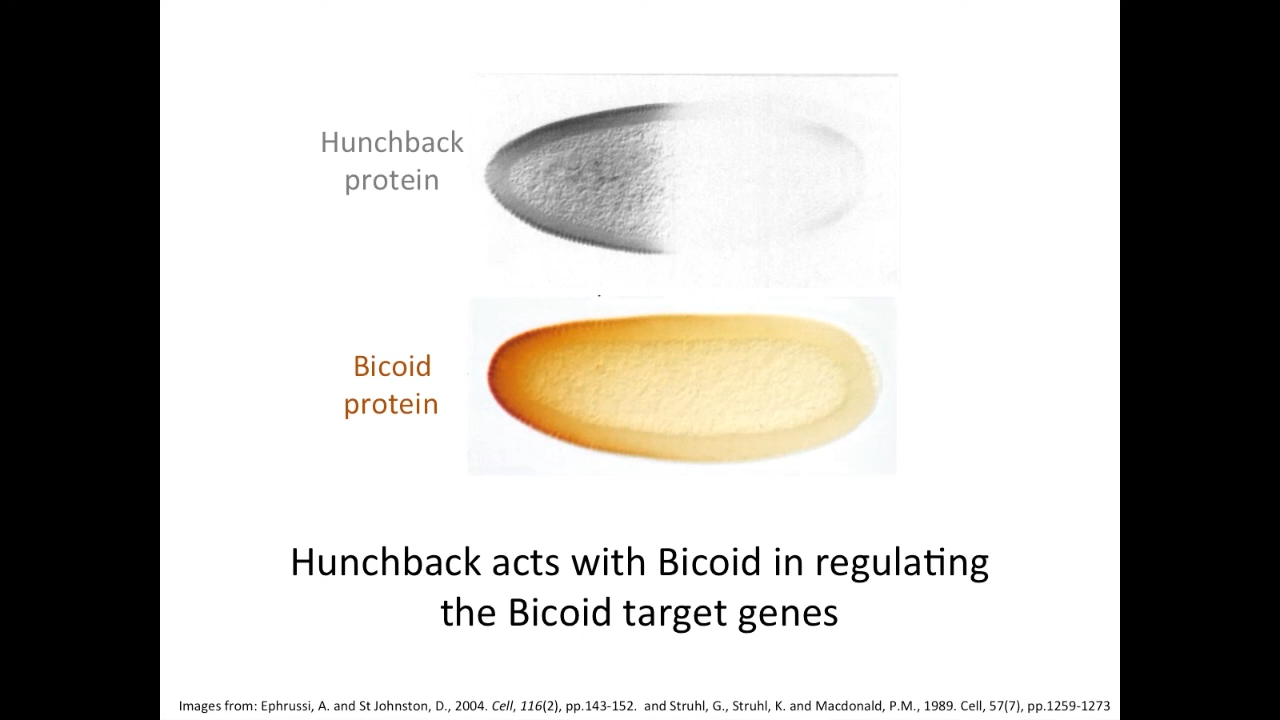 Hunchback
protein
Bicoid
protein
Hunchback acts with Bicoid in regulating
the Bicoid target genes
Images from: Ephrussi, A. and St Johnston, D., 2004. Cell, 116(2), pp.143-152.  and Struhl, G., Struhl, K. and Macdonald, P.M., 1989. Cell, 57(7), pp.1259-1273